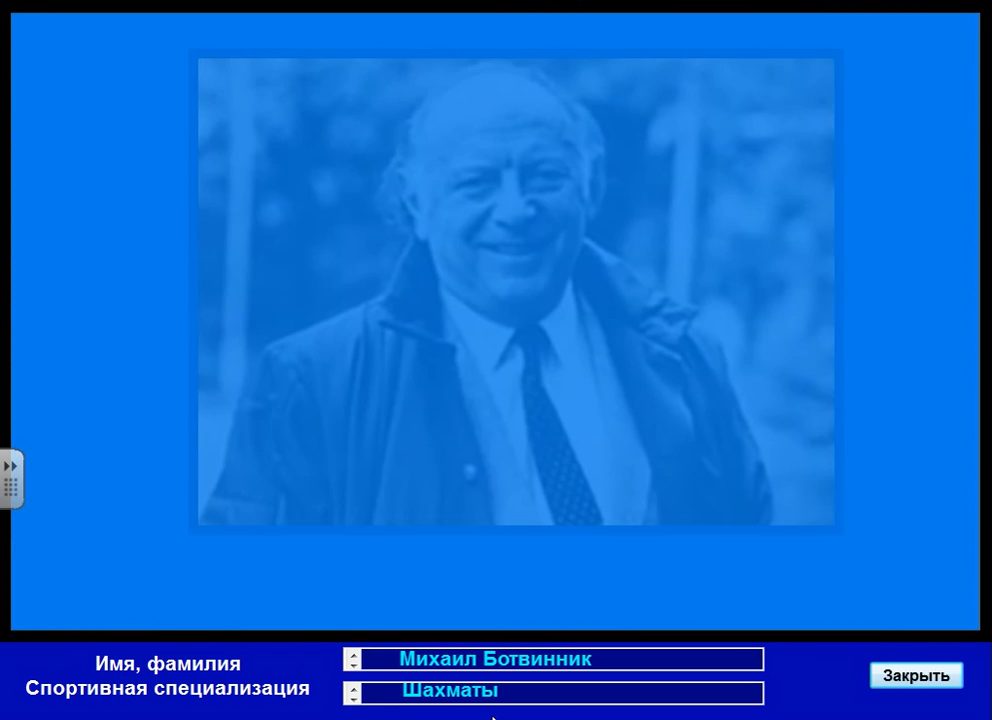 Имя, фамилия
Михаил Ботвинник
Спортивная специализация
Шахматы
Закрыть